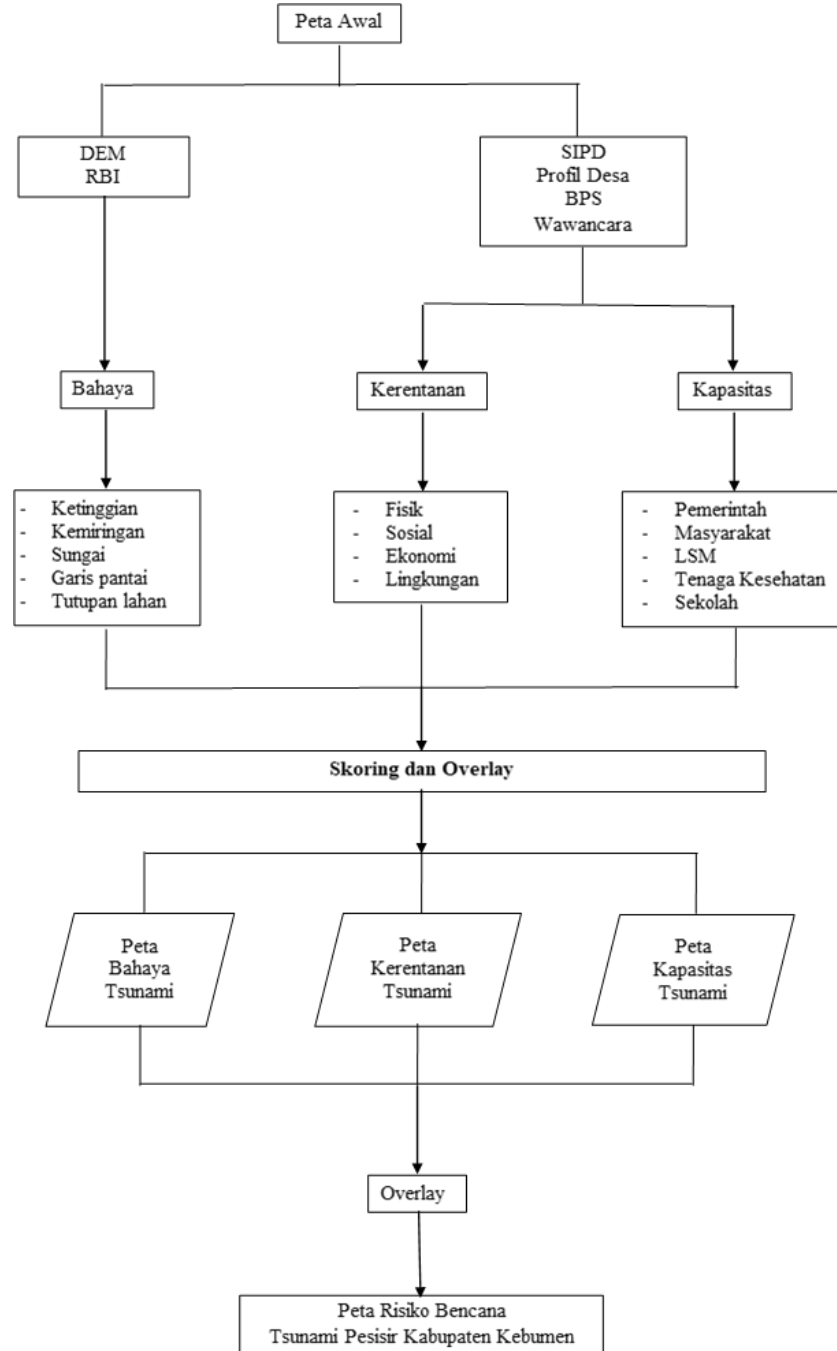 Peta Awal
DEM
RBI
SIPD
Profil Desa
BPS
Wawancara
Bahaya
Kerentanan
Kapasitas
- Ketinggian
- Kemiringan
- Sungai
- Garis pantai
- Tutupan lahan
- Fisik
- Sosial
- Ekonomi
- Lingkungan
- Pemerintah
- Masyarakat
- LSM
- Tenaga Kesehatan
- Sekolah
Skoring dan Overlay
Peta
Bahaya
Tsunami
Peta
Kerentanan
Tsunami
Peta
Kapasitas
Tsunami
Overlay
Peta Risiko Bencana
Tsunami Pesisir Kabupaten Kebumen